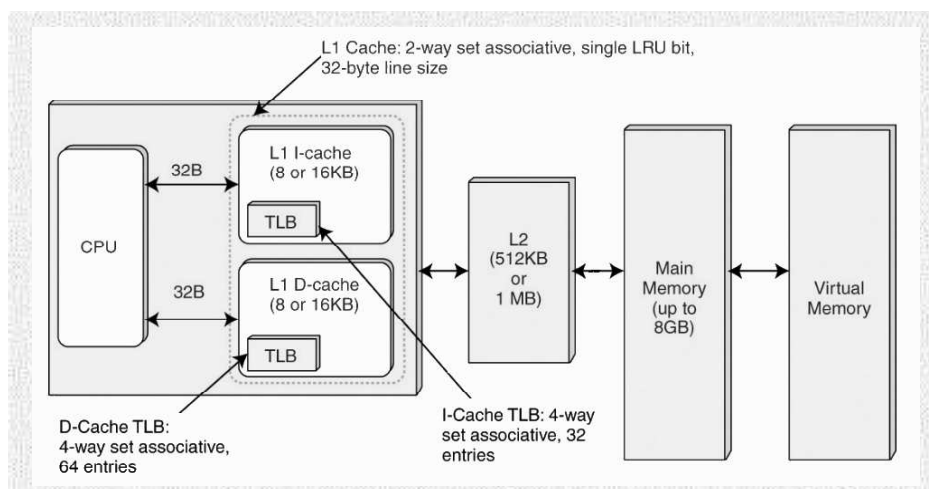 L1 Cache: 2-way set associative, single LRU bit,
32-byte line size
CPU
32B
32B
L1 I-cache
(8 or 16KB)
TLB
L1 D-cache
(8 or 16KB)
TLB
L2
(512KB
or
1 MB)
Main
Memory
(up to
8GB)
Virtual
Memory
D-Cache TLB:
4-way set associative,
64 entries
I-Cache TLB: 4-way
set associative, 32
entries